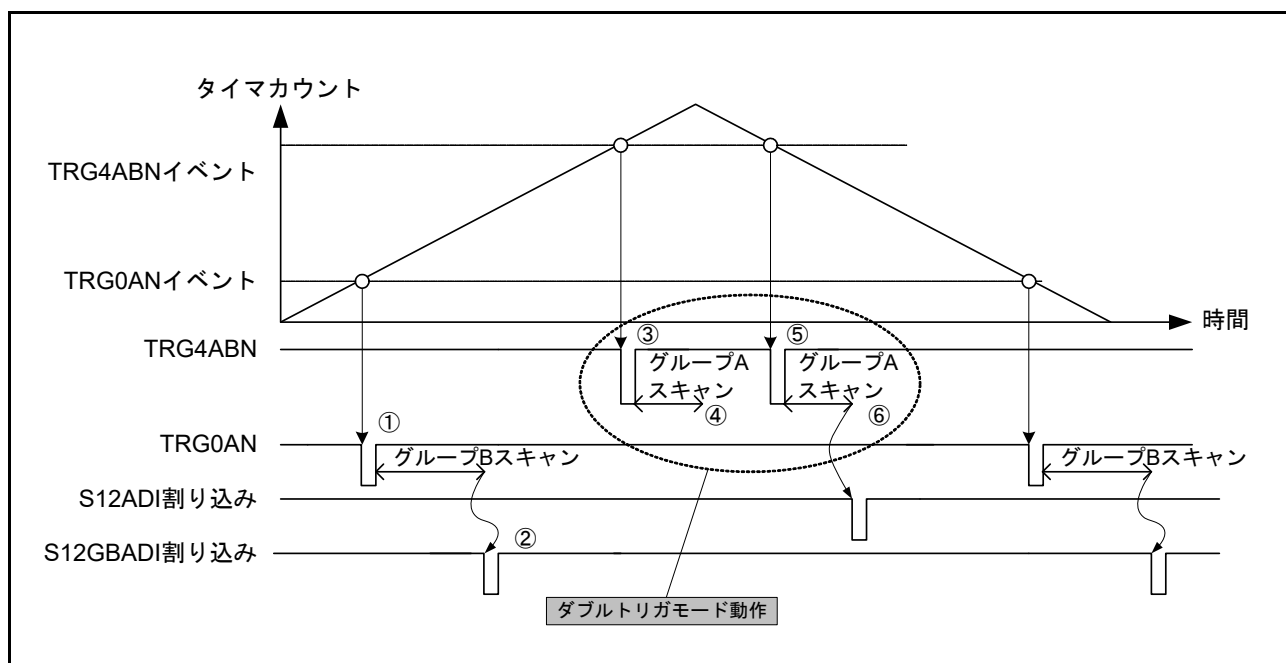 タイマカウント
TRG4ABNイベント
TRG0ANイベント
時間
TRG4ABN
③
グループA
スキャン
④
⑤
グループA
スキャン
⑥
TRG0AN
①
グループBスキャン
グループBスキャン
S12ADI割り込み
S12GBADI割り込み
②
ダブルトリガモード動作